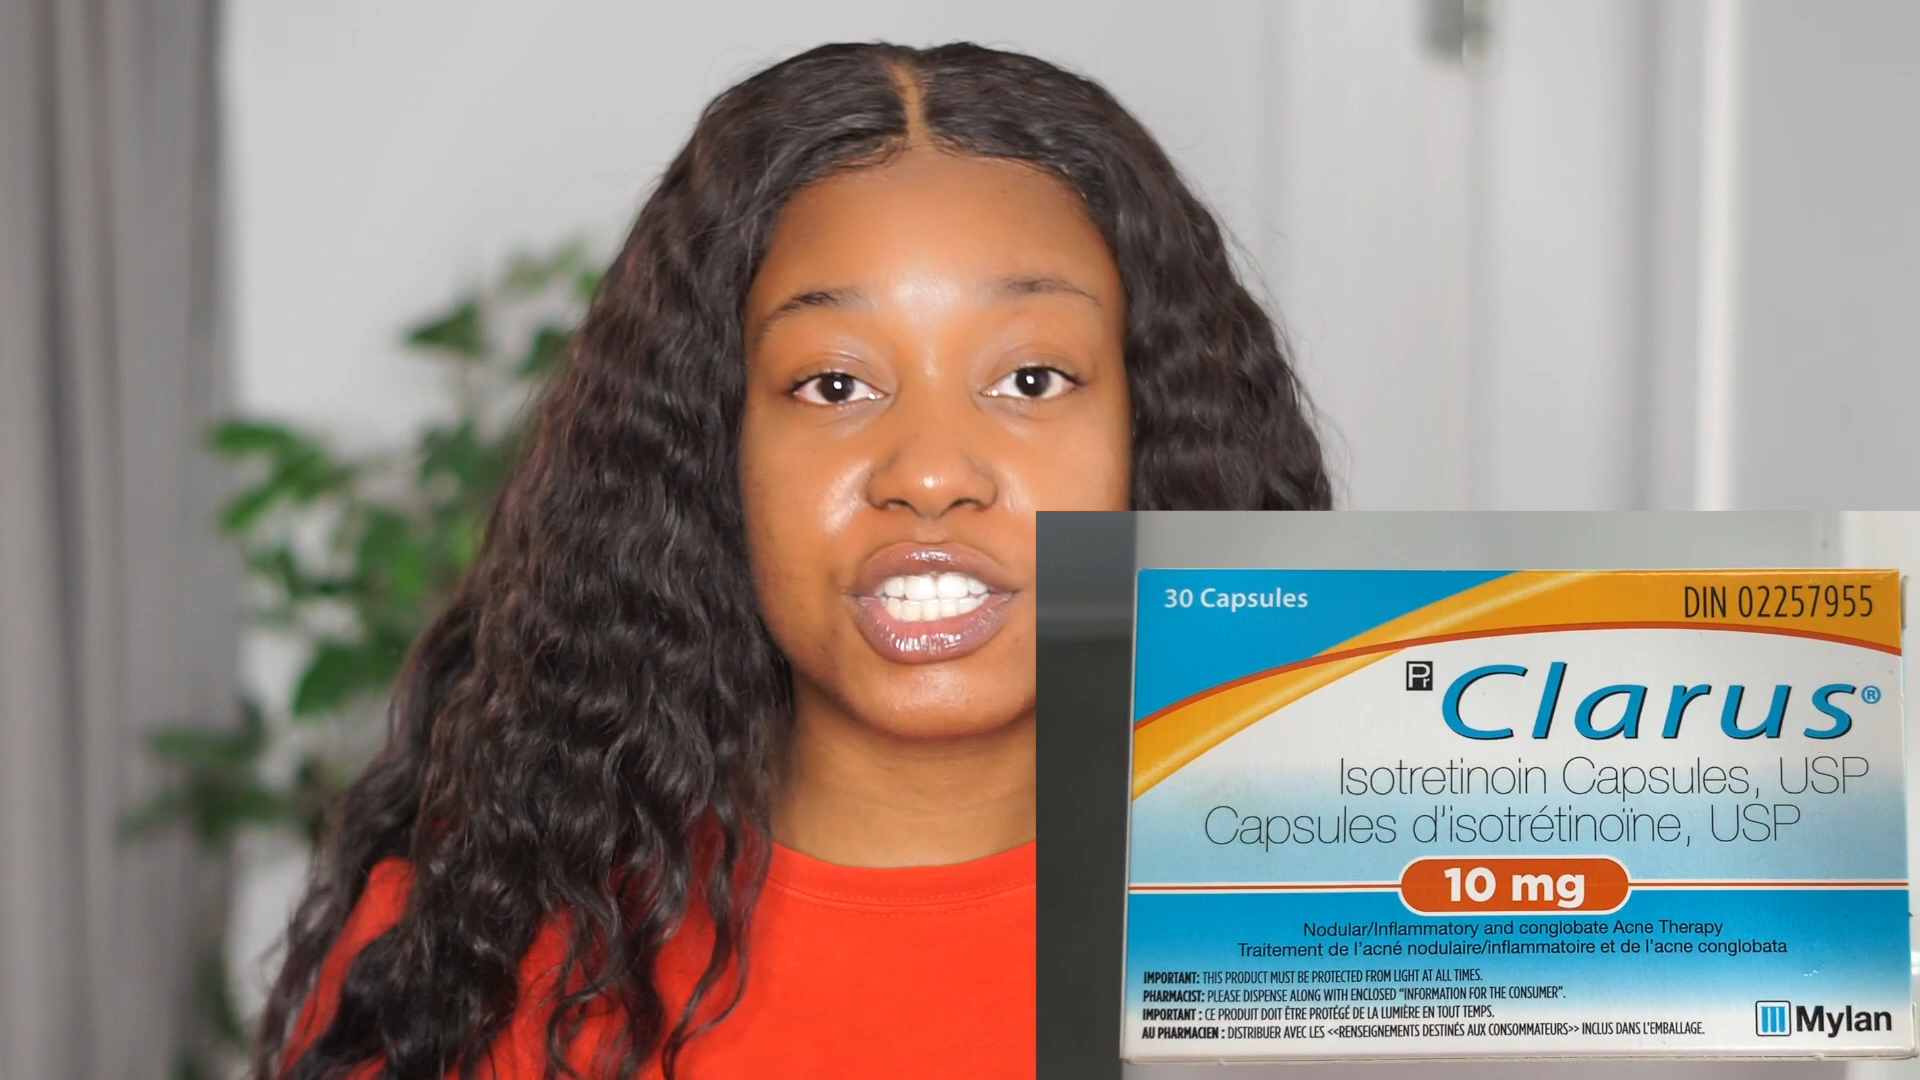 30 Capsules
DIN 02257955
Pr Clarus®
Isotretinoin Capsules, USP
Capsules d'isotrétinoïne, USP
10 mg
Nodular/Inflammatory and conglobate Acne Therapy
Traitement de l'acné nodulaire/inflammatoire et de l'acne conglobata
IMPORTANT: THIS PRODUCT MUST BE PROTECTED FROM LIGHT AT ALL TIMES.
PHARMACIST: PLEASE DISPENSE ALONG WITH ENCLOSED "INFORMATION FOR THE CONSUMER".
IMPORTANT : CE PRODUIT DOIT ÊTRE PROTÉGÉ DE LA LUMIÈRE EN TOUT TEMPS.
AU PHARMACIEN : DISTRIBUER AVEC LES <<RENSEIGNEMENTS DESTINÉS AUX CONSOMMATEURS>> INCLUS DANS L'EMBALLAGE.
Mylan